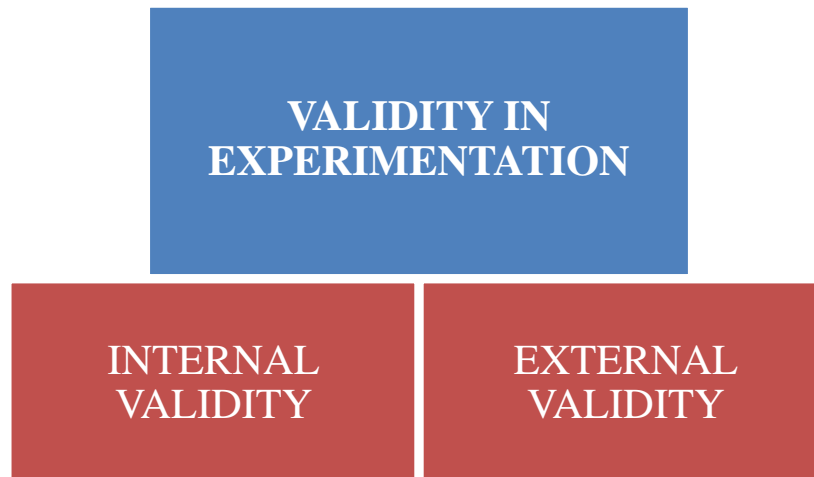 VALIDITY IN
EXPERIMENTATION
INTERNAL
VALIDITY
EXTERNAL
VALIDITY